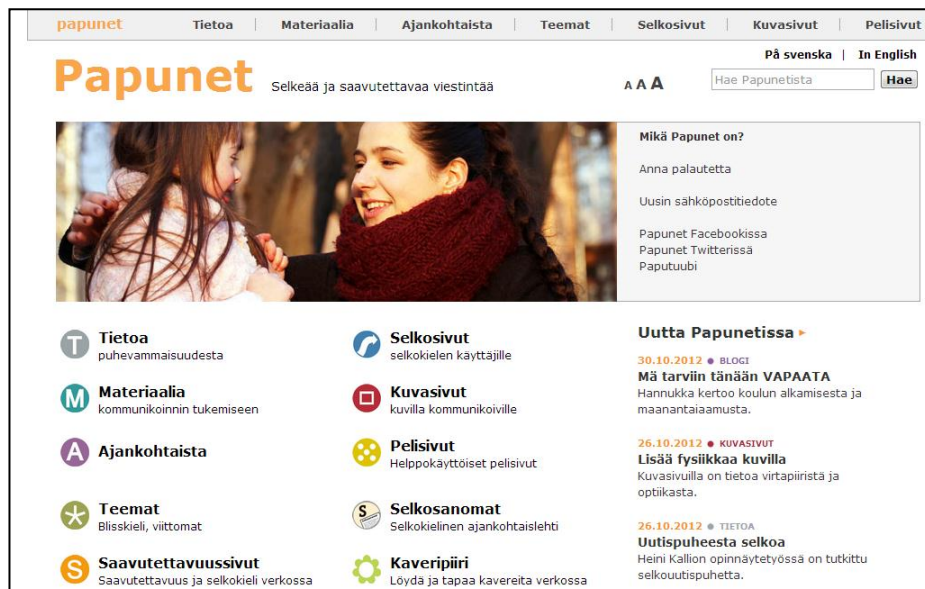 papunet Tietoa Materiaalia Ajankohtaista Teemat Selkosivut Kuvasivut Pelisivut
På svenska | In English
Papunet Selkeää ja saavutettavaa viestintää A A A Hae Papunetista Hae
Mikä Papunet on?
Anna palautetta
Uusin sähköpostitiedote
Papunet Facebookissa
Papunet Twitterissä
Paputuubi
T Tietoa
puhevammaisuudesta
M Materiaalia
kommunikoinnin tukemiseen
A Ajankohtaista
Teemat
Blisskieli, viittomat
S Saavutettavuussivut
Saavutettavuus ja selkokieli verkossa
Selkosivut
selkokielen käyttäjille
Kuvasivut
kuvilla kommunikoiville
Pelisivut
Helppokäyttöiset pelisivut
S Selkosanomat
Selkokielinen ajankohtaislehti
Kaveripiiri
Löydä ja tapaa kavereita verkossa
Uutta Papunetissa
30.10.2012 BLOGI
Mä tarviin tänään VAPAATA
Hannukka kertoo koulun alkamisesta ja
maanantaiaamusta.
26.10.2012 KUVASIVUT
Lisää fysiikkaa kuvilla
Kuvasivuilla on tietoa virtapiiristä ja
optiikasta.
26.10.2012 TIETOA
Uutispuheesta selkoa
Heini Kallion opinnäytetyössä on tutkittu
selkouutispuhetta.